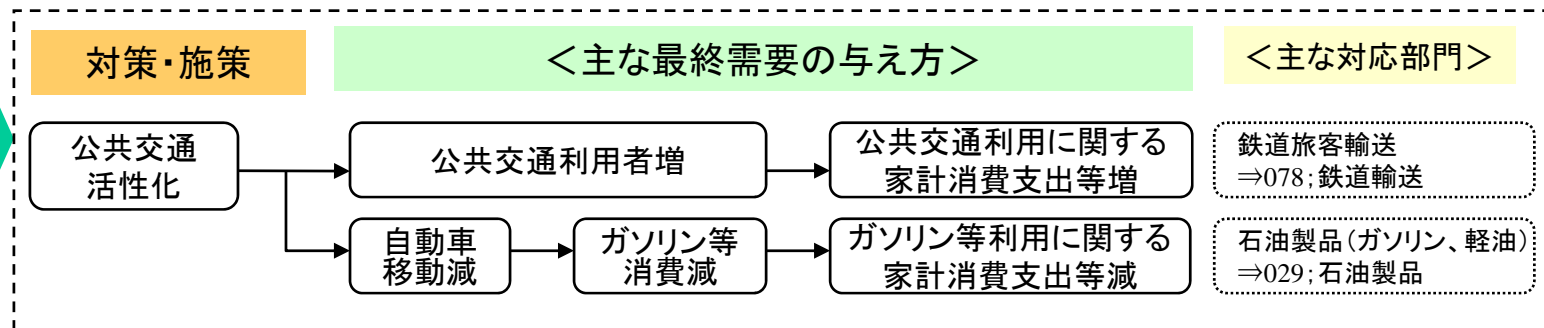 対策・施策
＜主な最終需要の与え方＞
＜主な対応部門＞
公共交通
活性化
公共交通利用者増
公共交通利用に関する
家計消費支出等増
鉄道旅客輸送
⇒078；鉄道輸送
自動車
移動減
ガソリン等
消費減
ガソリン等利用に関する
家計消費支出等減
石油製品（ガソリン、軽油）
⇒029；石油製品